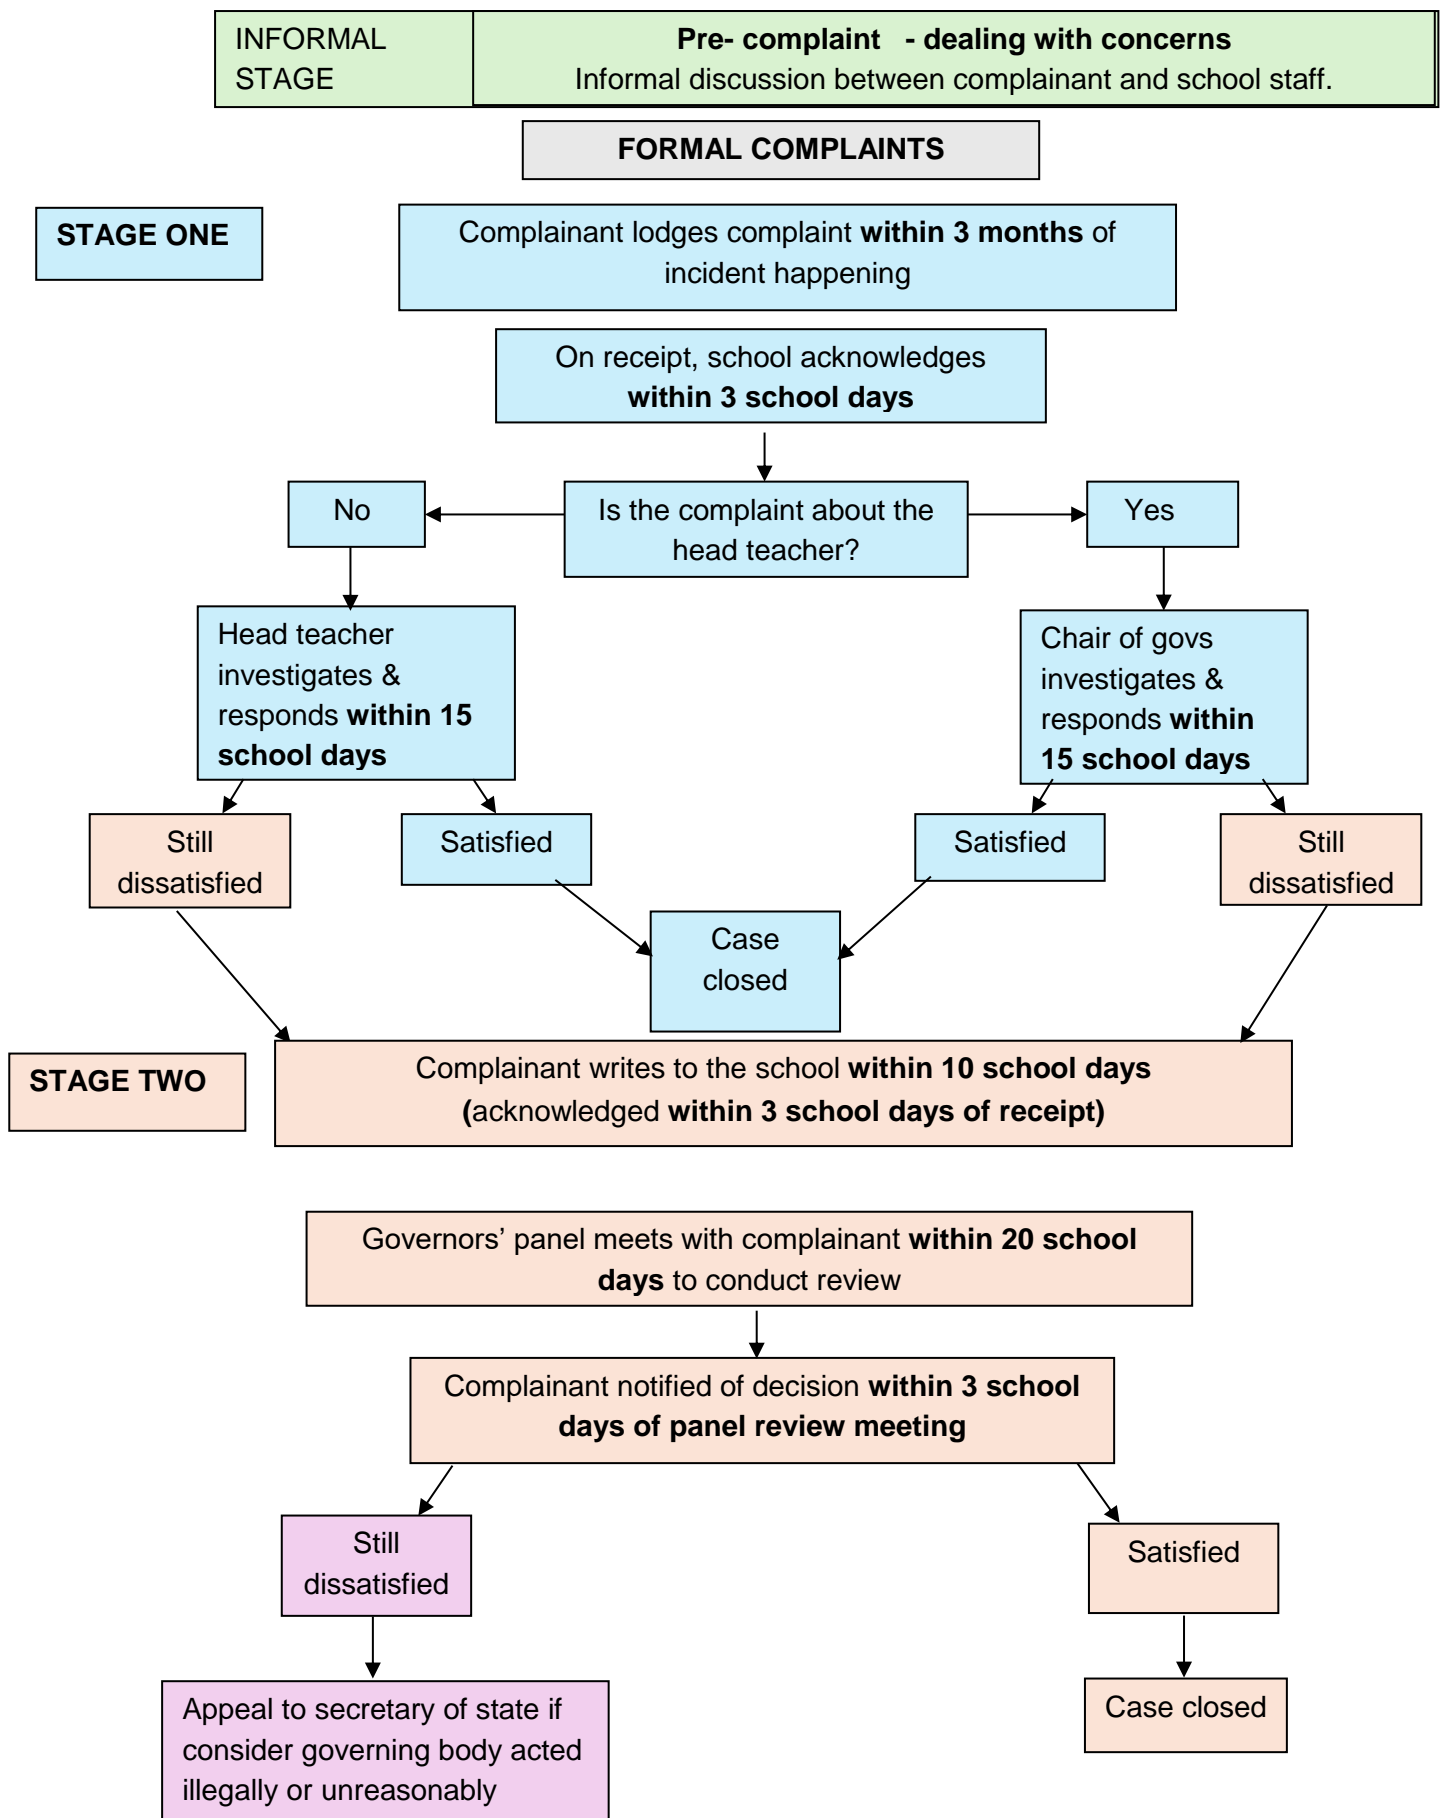 INFORMAL
STAGE
Pre- complaint - dealing with concerns
Informal discussion between complainant and school staff.
FORMAL COMPLAINTS
STAGE ONE
Complainant lodges complaint within 3 months of
incident happening
On receipt, school acknowledges
within 3 school days
No
Is the complaint about the
head teacher?
Yes
Head teacher
investigates &
responds within 15
school days
Chair of govs
investigates &
responds within
15 school days
Still
dissatisfied
Satisfied
Satisfied
Still
dissatisfied
Case
closed
STAGE TWO
Complainant writes to the school within 10 school days
(acknowledged within 3 school days of receipt)
Governors’ panel meets with complainant within 20 school
days to conduct review
Complainant notified of decision within 3 school
days of panel review meeting
Still
dissatisfied
Satisfied
Appeal to secretary of state if
consider governing body acted
illegally or unreasonably
Case closed